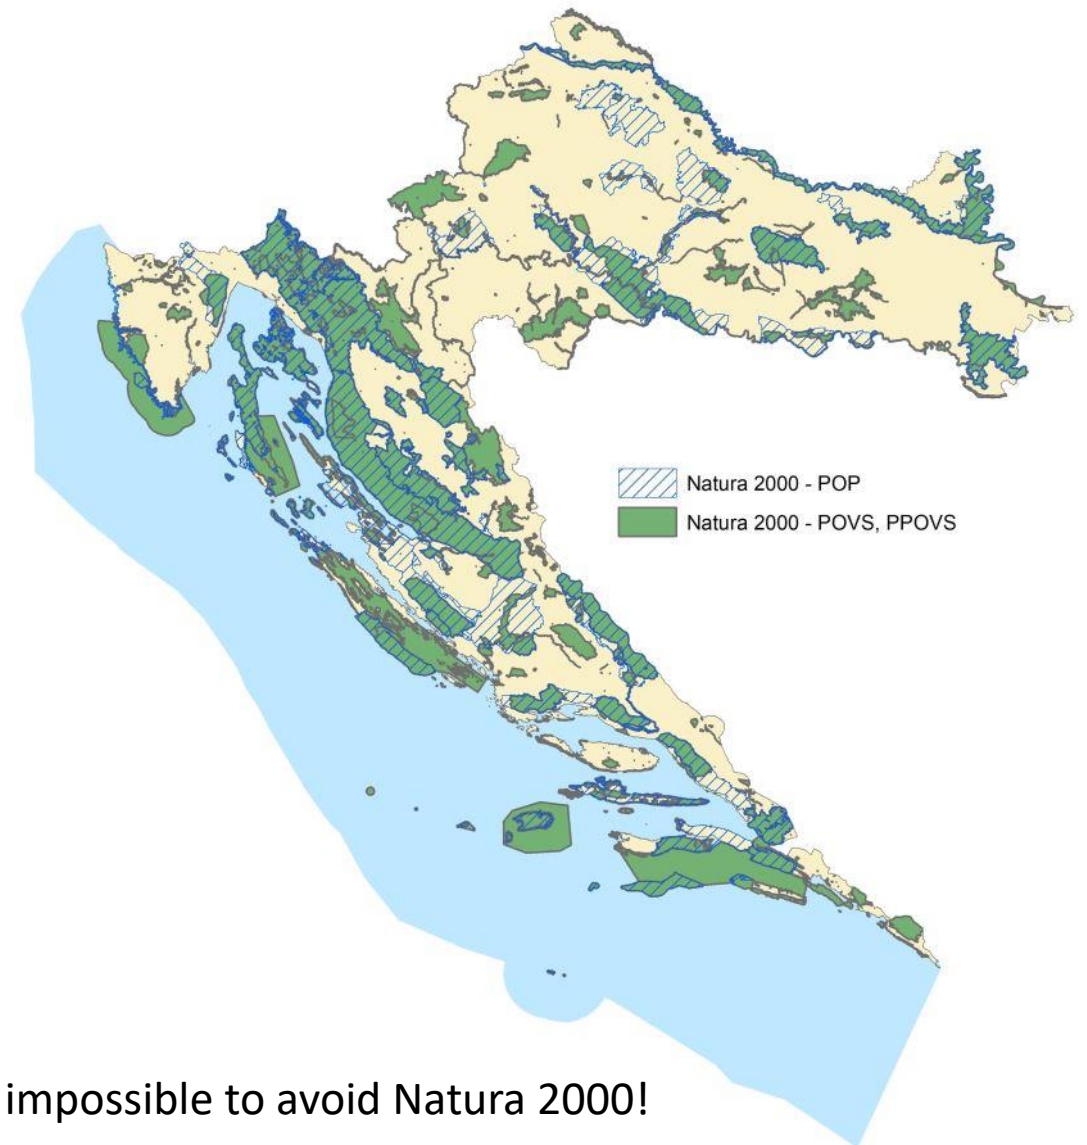 Natura 2000 - POP
Natura 2000 - POVS, PPOVS
impossible to avoid Natura 2000!